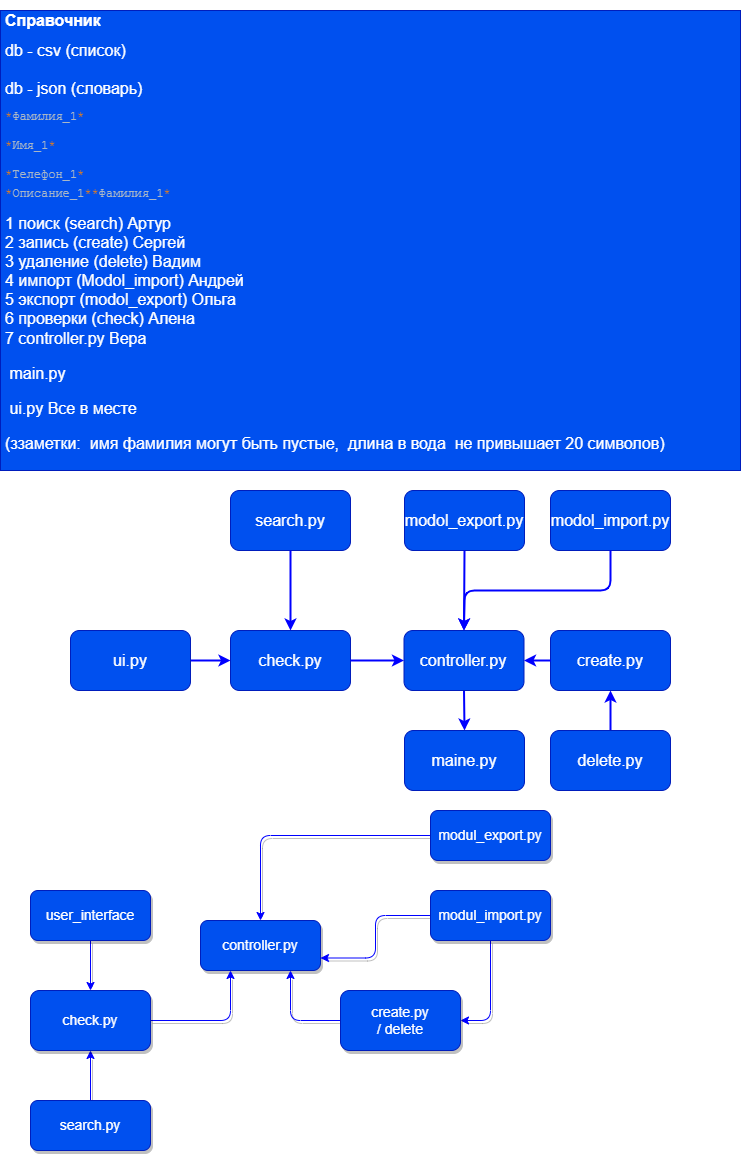 Справочник
db - csv (список)
db - json (словарь)
*Фамилия_1*
*Имя_1*
*Телефон_1*
*Описание_1**Фамилия_1*
1 поиск (search) Артур
2 запись (create) Сергей
3 удаление (delete) Вадим
4 импорт (Modol_import) Андрей
5 экспорт (modol_export) Ольга
6 проверки (check) Алена
7 controller.py Вера
main.py
ui.py Все в месте
(ззаметки: имя фамилия могут быть пустые, длина в вода не привышает 20 символов)
search.py
modol_export.py
modol_import.py
ui.py
check.py
controller.py
create.py
maine.py
delete.py
modul_export.py
user_interface
modul_import.py
controller.py
check.py
create.py
/ delete
search.py